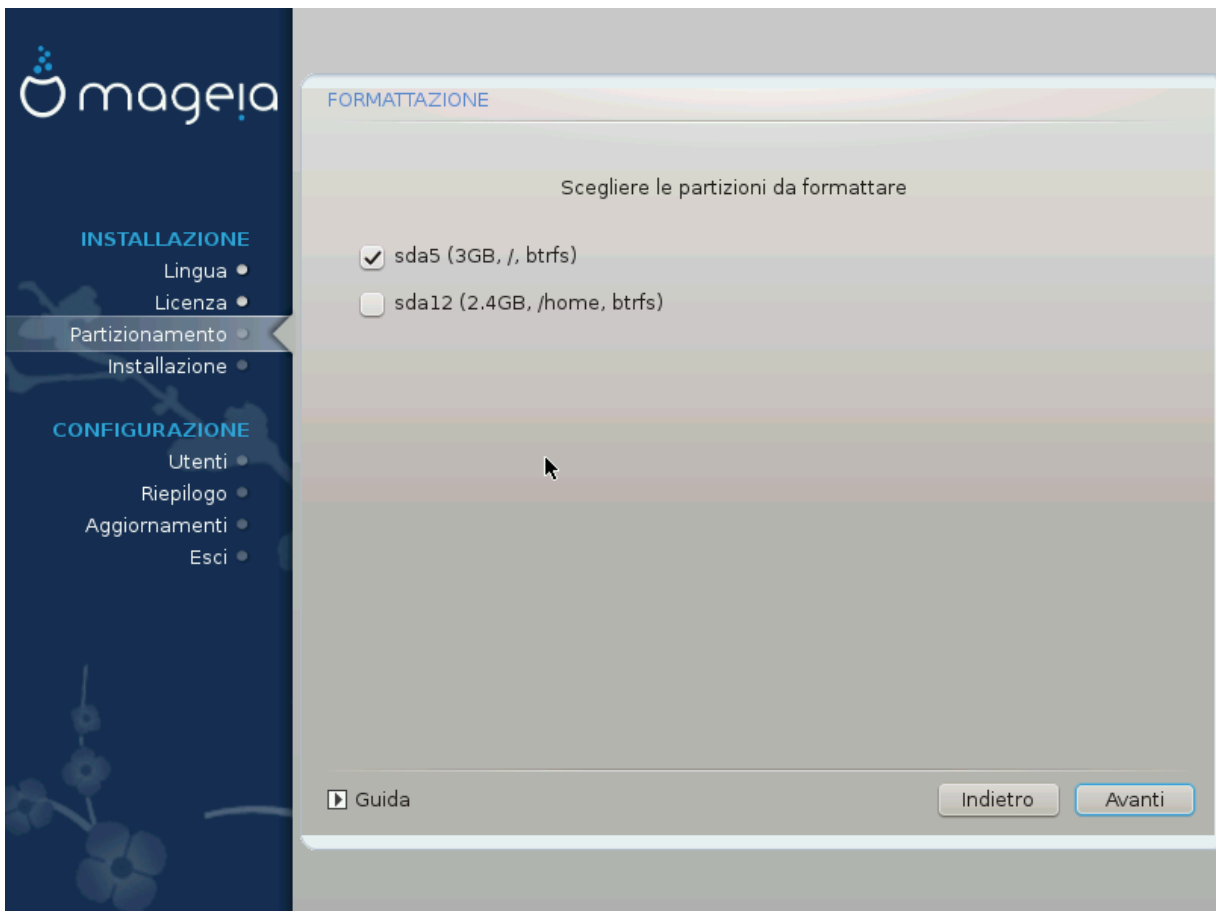 mageia
INSTALLAZIONE
Lingua
Licenza
Partizionamento
Installazione
CONFIGURAZIONE
Utenti
Riepilogo
Aggiornamenti
Esci
FORMATTAZIONE
Scegliere le partizioni da formattare
sda5 (3GB, /, btrfs)
sda12 (2.4GB, /home, btrfs)
Guida
Indietro
Avanti